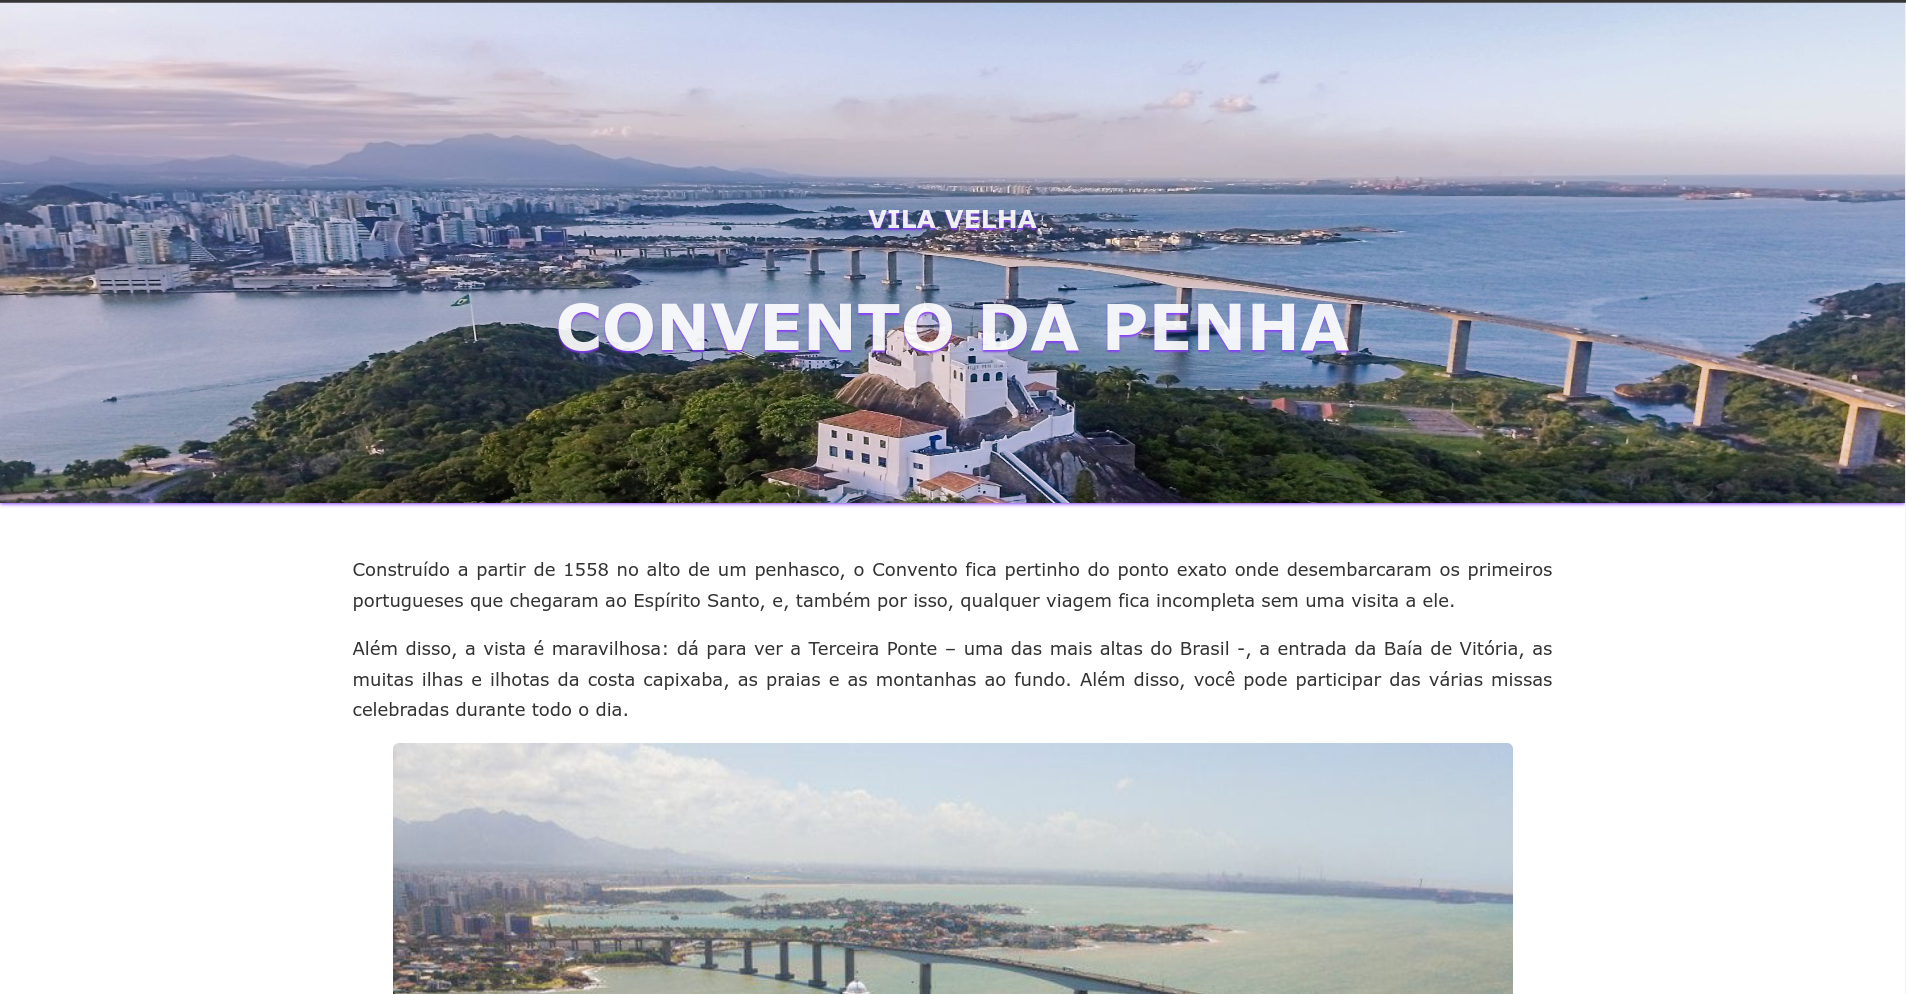 VILA VELHA
CONVENTO DA PENHA
Construído a partir de 1558 no alto de um penhasco, o Convento fica pertinho do ponto exato onde desembarcaram os primeiros
portugueses que chegaram ao Espírito Santo, e, também por isso, qualquer viagem fica incompleta sem uma visita a ele.
Além disso, a vista é maravilhosa: dá para ver a Terceira Ponte – uma das mais altas do Brasil -, a entrada da Baía de Vitória, as
muitas ilhas e ilhotas da costa capixaba, as praias e as montanhas ao fundo. Além disso, você pode participar das várias missas
celebradas durante todo o dia.